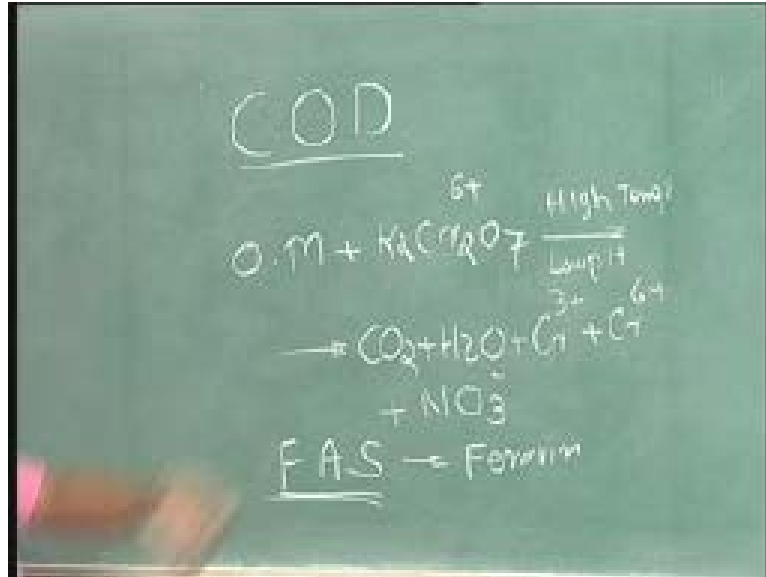 COD
6+ High Temp
O.M + K2Cr2O7
Low pH
3+ 6+
→ CO2 + H2O + Cr + Cr
+ NO3-
FAS → Ferroin